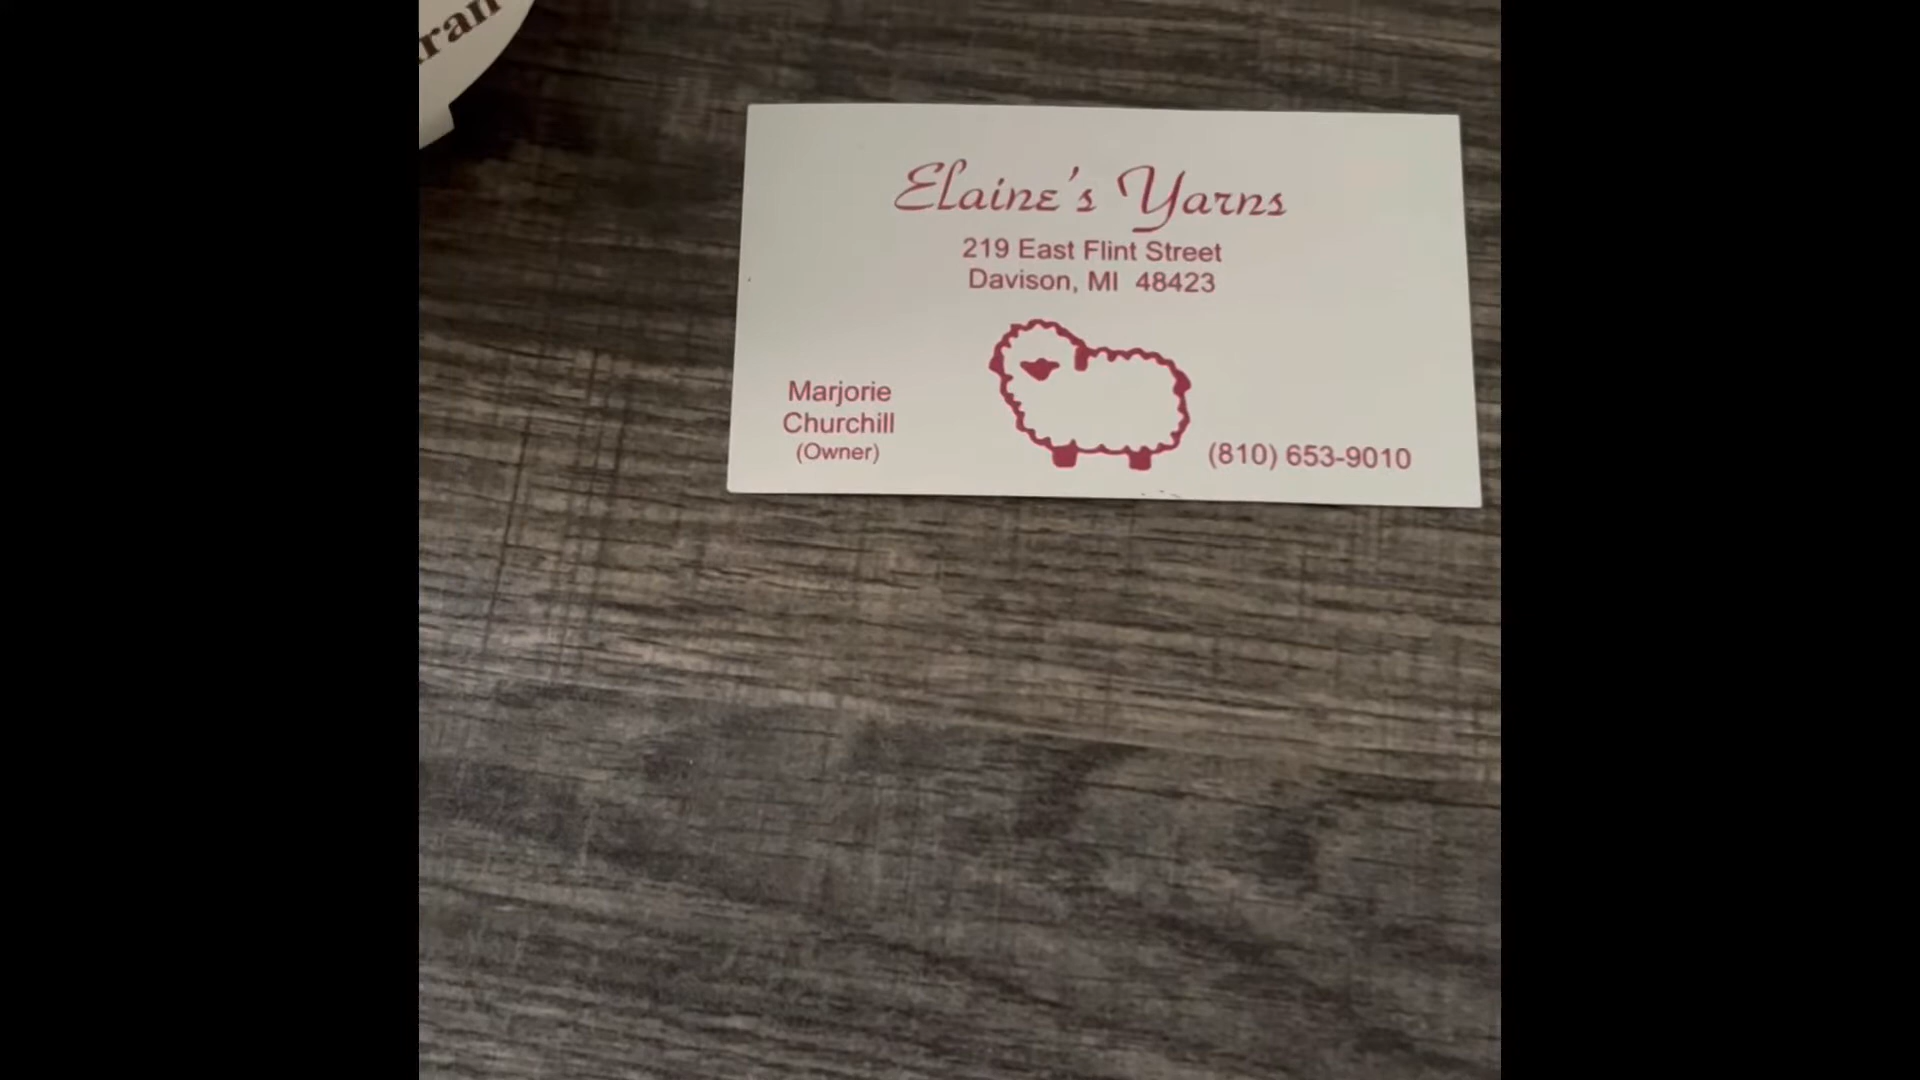 Elaine's Yarns
219 East Flint Street
Davison, MI 48423
Marjorie
Churchill
(Owner)
(810) 653-9010